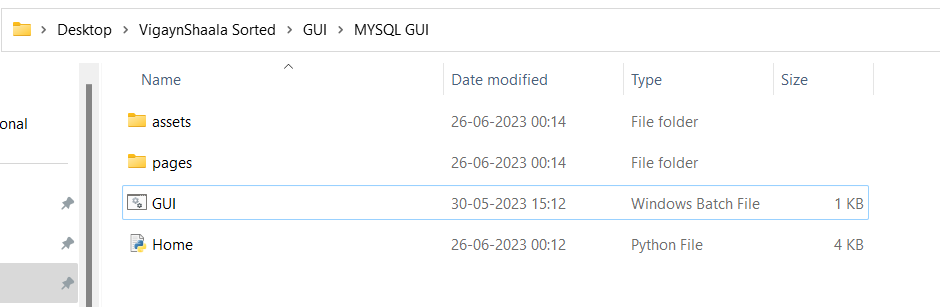 Desktop > VigaynShaala Sorted > GUI > MYSQL GUI
Name Date modified Type Size
onal
assets 26-06-2023 00:14 File folder
pages 26-06-2023 00:14 File folder
GUI 30-05-2023 15:12 Windows Batch File 1 KB
Home 26-06-2023 00:12 Python File 4 KB